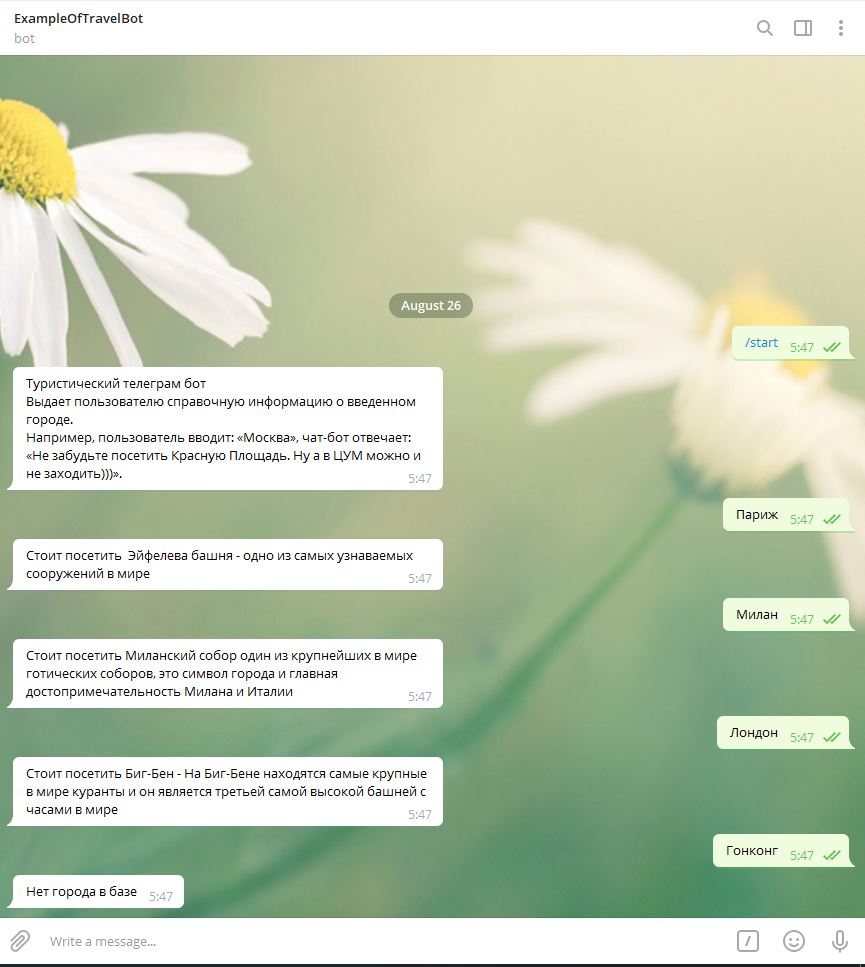 ExampleOfTravelBot
bot
August 26
/start 5:47
Туристический телеграм бот
Выдает пользователю справочную информацию о введенном
городе.
Например, пользователь вводит: «Москва», чат-бот отвечает:
«Не забудьте посетить Красную Площадь. Ну а в ЦУМ можно и
не заходить)))». 5:47
Париж 5:47
Стоит посетить  Эйфелева башня - одно из самых узнаваемых
сооружений в мире 5:47
Милан 5:47
Стоит посетить Миланский собор один из крупнейших в мире
готических соборов, это символ города и главная
достопримечательность Милана и Италии 5:47
Лондон 5:47
Стоит посетить Биг-Бен - На Биг-Бене находятся самые крупные
в мире куранты и он является третьей самой высокой башней с
часами в мире 5:47
Гонконг 5:47
Нет города в базе 5:47
Write a message...